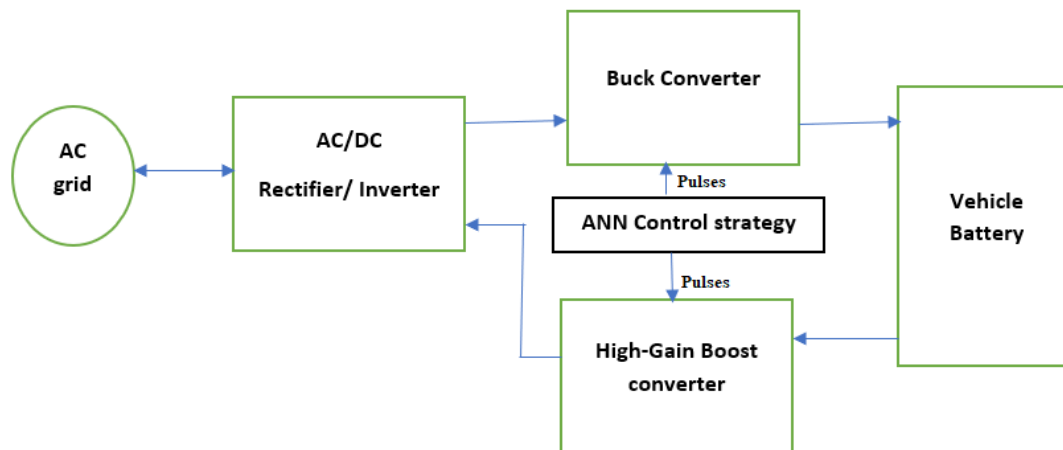 AC
grid
AC/DC
Rectifier/ Inverter
Buck Converter
Pulses
ANN Control strategy
Pulses
High-Gain Boost
converter
Vehicle
Battery